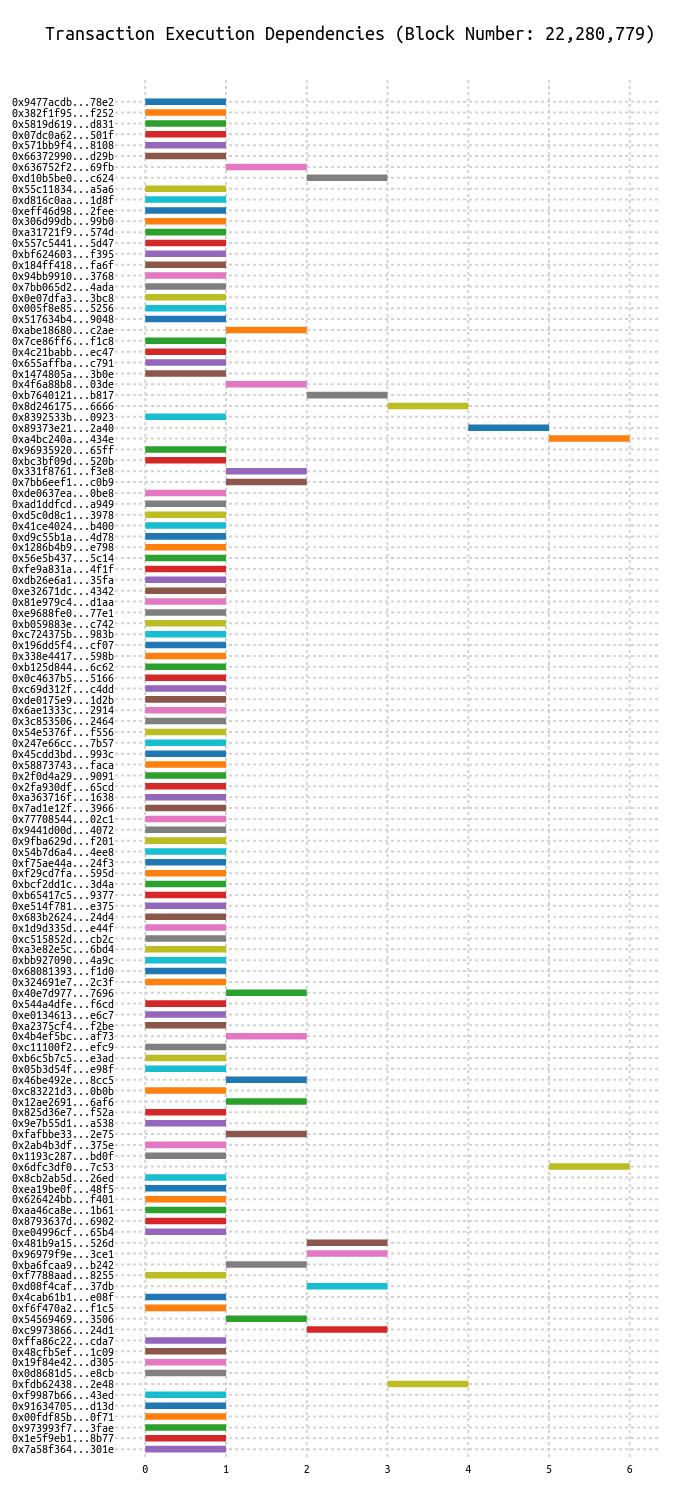 Transaction Execution Dependencies (Block Number: 22,280,779)
0x9477acdb...78e2
0x382f1f95...f252
0x5819d619...d831
0x07dc0a62...501f
0x571bb9f4...8108
0x66372990...d29b
0x636752f2...69fb
0xd10b5be0...c624
0x55c11834...a5a6
0xd816c0aa...1d8f
0xeff46d98...2fee
0x306d99db...99b0
0xa31721f9...574d
0x557c5441...5d47
0xbf624603...f395
0x184ff418...fa6f
0x94bb9910...3768
0x7bb065d2...4ada
0x0e07dfa3...3bc8
0x005f8e85...5256
0x517634b4...9048
0xabe18680...c2ae
0x7ce86ff6...f1c8
0x4c21babb...ec47
0x655affba...c791
0x1474805a...3b0e
0x4f6a88b8...03de
0xb7640121...b817
0x8d246175...6666
0x8392533b...0923
0x89373e21...2a40
0xa4bc240a...434e
0x96935920...65ff
0xbc3bf09d...520b
0x331f8761...f3e8
0x7bb6eef1...c0b9
0xde0637ea...0be8
0xad1ddfcd...a949
0xd5c0d8c1...3978
0x41ce4024...b400
0xd9c55b1a...4d78
0x1286b4b9...e798
0x56e5b437...5c14
0xfe9a831a...4f1f
0xdb26e6a1...35fa
0xe32671dc...4342
0x81e979c4...d1aa
0xe9688fe0...77e1
0xb059883e...c742
0xc724375b...983b
0x196dd5f4...cf07
0x338e4417...598b
0xb125d844...6c62
0x0c4637b5...5166
0xc69d312f...c4dd
0xde0175e9...1d2b
0x6ae1333c...2914
0x3c853506...2464
0x54e5376f...f556
0x247e66cc...7b57
0x45cdd3bd...993c
0x58873743...faca
0x2f0d4a29...9091
0x2fa930df...65cd
0xa363716f...1638
0x7ad1e12f...3966
0x77708544...02c1
0x9441d00d...4072
0x9fba629d...f201
0x54b7d6a4...4ee8
0xf75ae44a...24f3
0xf29cd7fa...595d
0xbcf2dd1c...3d4a
0xb65417c5...9377
0xe514f781...e375
0x683b2624...24d4
0x1d9d335d...e44f
0xc515852d...cb2c
0xa3e82e5c...6bd4
0xbb927090...4a9c
0x68081393...f1d0
0x324691e7...2c3f
0x40e7d977...7696
0x544a4dfe...f6cd
0xe0134613...e6c7
0xa2375cf4...f2be
0x4b4ef5bc...af73
0xc11100f2...efc9
0xb6c5b7c5...e3ad
0x05b3d54f...e98f
0x46be492e...8cc5
0xc83221d3...0b0b
0x12ae2691...6af6
0x825d36e7...f52a
0x9e7b55d1...a538
0xfafbbe33...2e75
0x2ab4b3df...375e
0x1193c287...bd0f
0x6dfc3df0...7c53
0x8cb2ab5d...26ed
0xea19be0f...48f5
0x626424bb...f401
0xaa46ca8e...1b61
0x8793637d...6902
0xe04996cf...65b4
0x481b9a15...526d
0x96979f9e...3ce1
0xba6fcaa9...b242
0xf7788aad...8255
0xd08f4caf...37db
0x4cab61b1...e08f
0xf6f470a2...f1c5
0x54569469...3506
0xc9973866...24d1
0xffa86c22...cda7
0x48cfb5ef...1c09
0x19f84e42...d305
0x0d8681d5...e8cb
0xfdb62438...2e48
0xf9987b66...43ed
0x91634705...d13d
0x00fdf85b...0f71
0x973993f7...3fae
0x1e5f9eb1...8b77
0x7a58f364...301e
0 1 2 3 4 5 6